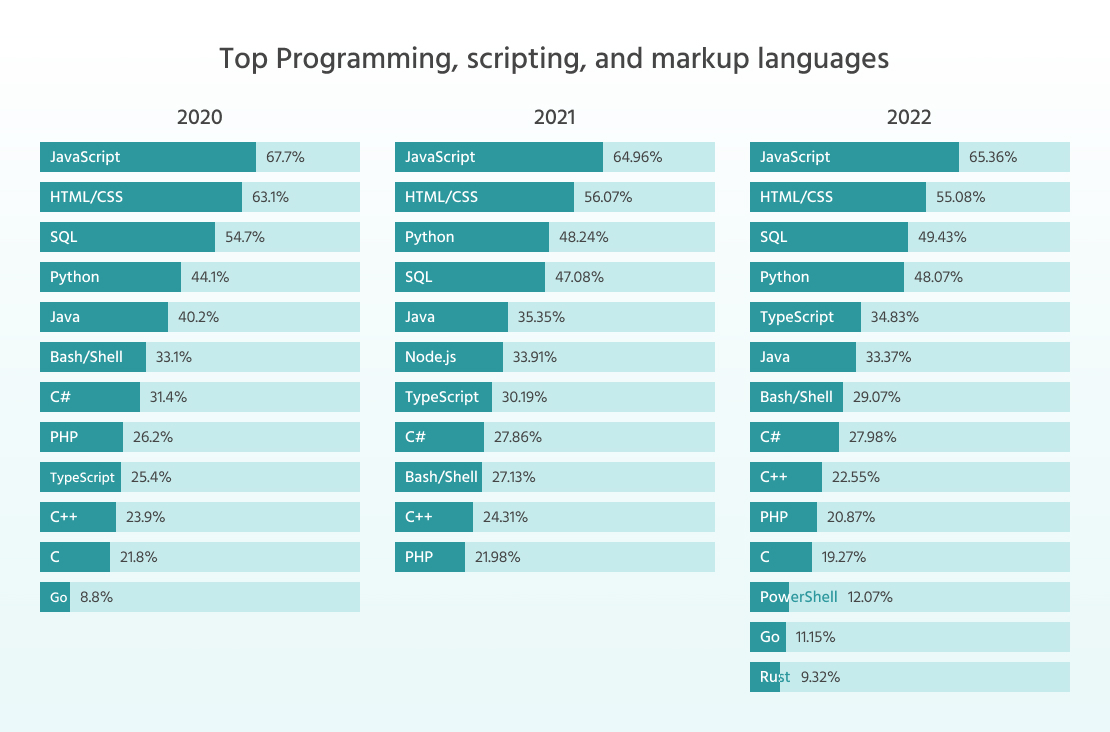 Top Programming, scripting, and markup languages
2020
JavaScript 67.7%
HTML/CSS 63.1%
SQL 54.7%
Python 44.1%
Java 40.2%
Bash/Shell 33.1%
C# 31.4%
PHP 26.2%
TypeScript 25.4%
C++ 23.9%
C 21.8%
Go 8.8%
2021
JavaScript 64.96%
HTML/CSS 56.07%
Python 48.24%
SQL 47.08%
Java 35.35%
Node.js 33.91%
TypeScript 30.19%
C# 27.86%
Bash/Shell 27.13%
C++ 24.31%
PHP 21.98%
2022
JavaScript 65.36%
HTML/CSS 55.08%
SQL 49.43%
Python 48.07%
TypeScript 34.83%
Java 33.37%
Bash/Shell 29.07%
C# 27.98%
C++ 22.55%
PHP 20.87%
C 19.27%
PowerShell 12.07%
Go 11.15%
Rust 9.32%